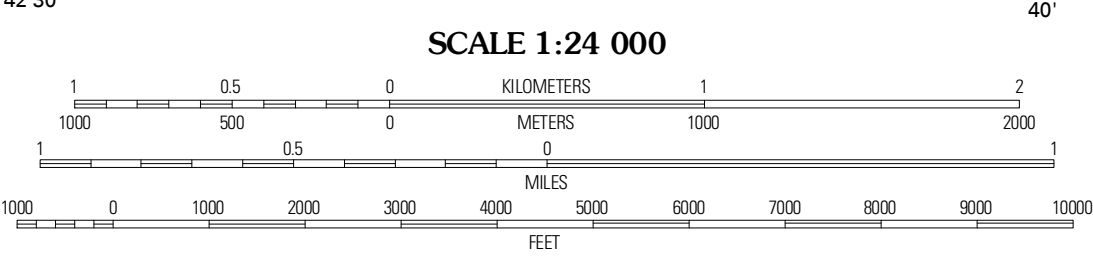 42'30"
40'
SCALE 1:24 000
1 0.5 0 KILOMETERS 1 2
1000 500 0 METERS 1000 2000
1 0.5 0 1
MILES
1000 0 1000 2000 3000 4000 5000 6000 7000 8000 9000 10000
FEET